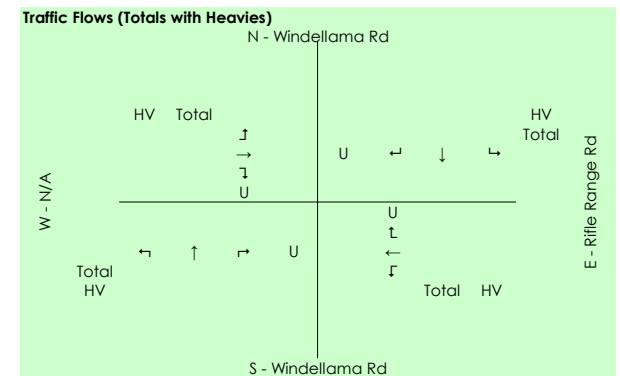 Traffic Flows (Totals with Heavies)
N - Windellama Rd
HV Total
HV
Total
↑
→
↴
U
U ↵ ↓ ↳
W - N/A
E - Rifle Range Rd
U
↑
←
↓
↰ ↑ ↱ U
Total
HV
Total HV
S - Windellama Rd